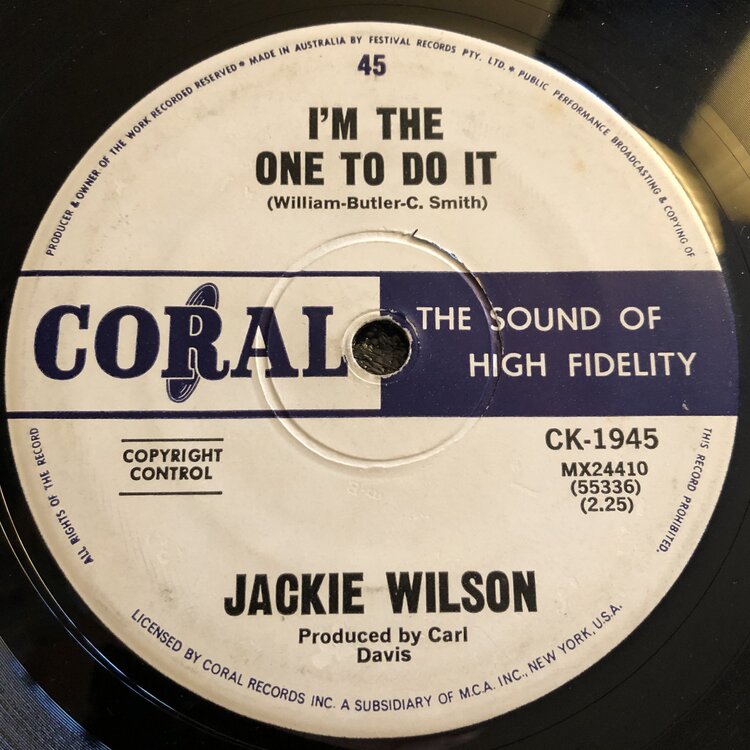 PRODUCER & OWNER OF THE WORK RECORDED RESERVED * MADE IN AUSTRALIA BY FESTIVAL RECORDS PTY. LTD. * PUBLIC PERFORMANCE BROADCASTING & COPYING OF
45
I'M THE
ONE TO DO IT
(William-Butler-C. Smith)
CORAL
THE SOUND OF
HIGH FIDELITY
COPYRIGHT
CONTROL
CK-1945
MX24410
(55336)
(2.25)
ALL RIGHTS OF THE RECORD
THIS RECORD PROHIBITED.
JACKIE WILSON
Produced by Carl
Davis
LICENSED BY CORAL RECORDS INC. A SUBSIDIARY OF M.C.A. INC., NEW YORK, U.S.A.